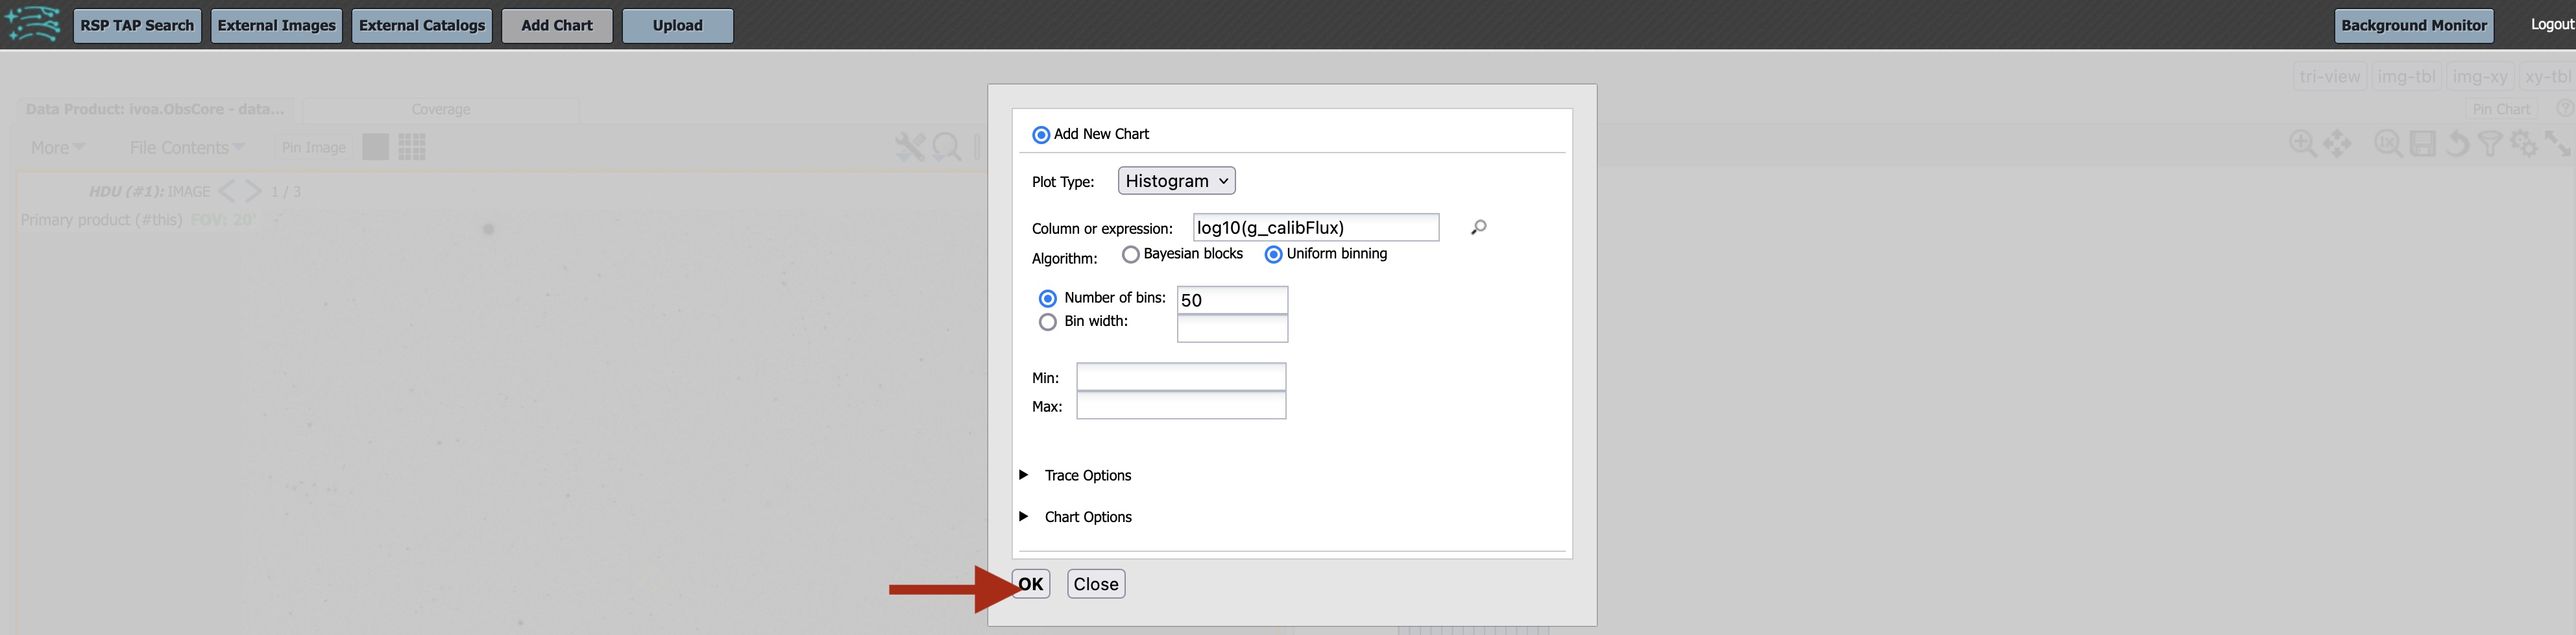 RSP TAP Search External Images External Catalogs Add Chart Upload Background Monitor Logout
tri-view img-tbl img-xy xy-tbl
Data Product: ivoa.ObsCore - data... Coverage Pin Chart
More File Contents Pin Image
HDU (#1): IMAGE 1 / 3
Primary product (#this) FOV: 20'
Add New Chart
Plot Type: Histogram
Column or expression: log10(g_calibFlux)
Algorithm: Bayesian blocks Uniform binning
Number of bins: 50
Bin width:
Min:
Max:
Trace Options
Chart Options
OK Close